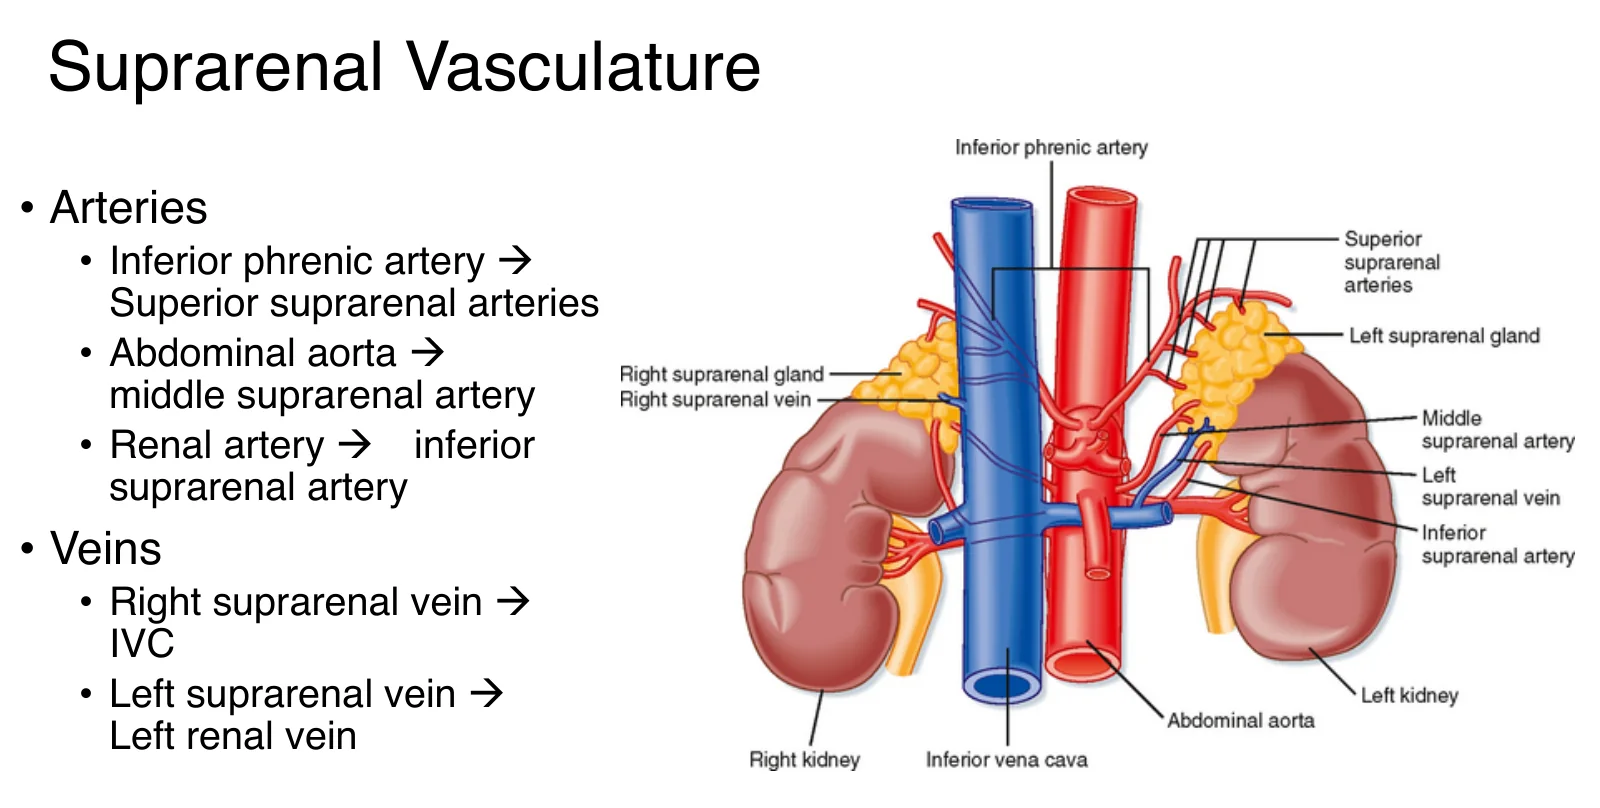 Suprarenal Vasculature
• Arteries
• Inferior phrenic artery →
Superior suprarenal arteries
• Abdominal aorta →
middle suprarenal artery
• Renal artery → inferior
suprarenal artery
• Veins
• Right suprarenal vein →
IVC
• Left suprarenal vein →
Left renal vein
Inferior phrenic artery
Superior
suprarenal
arteries
Left suprarenal gland
Right suprarenal gland
Right suprarenal vein
Middle
suprarenal artery
Left
suprarenal vein
Inferior
suprarenal artery
Left kidney
Abdominal aorta
Right kidney
Inferior vena cava